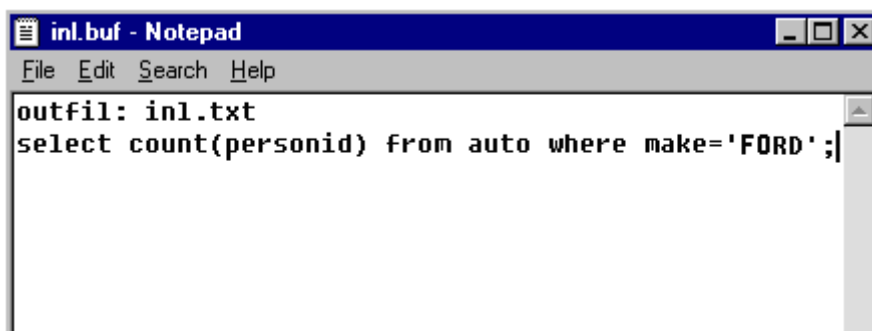 inl.buf - Notepad
File Edit Search Help
outfil: inl.txt
select count(personid) from auto where make='FORD';